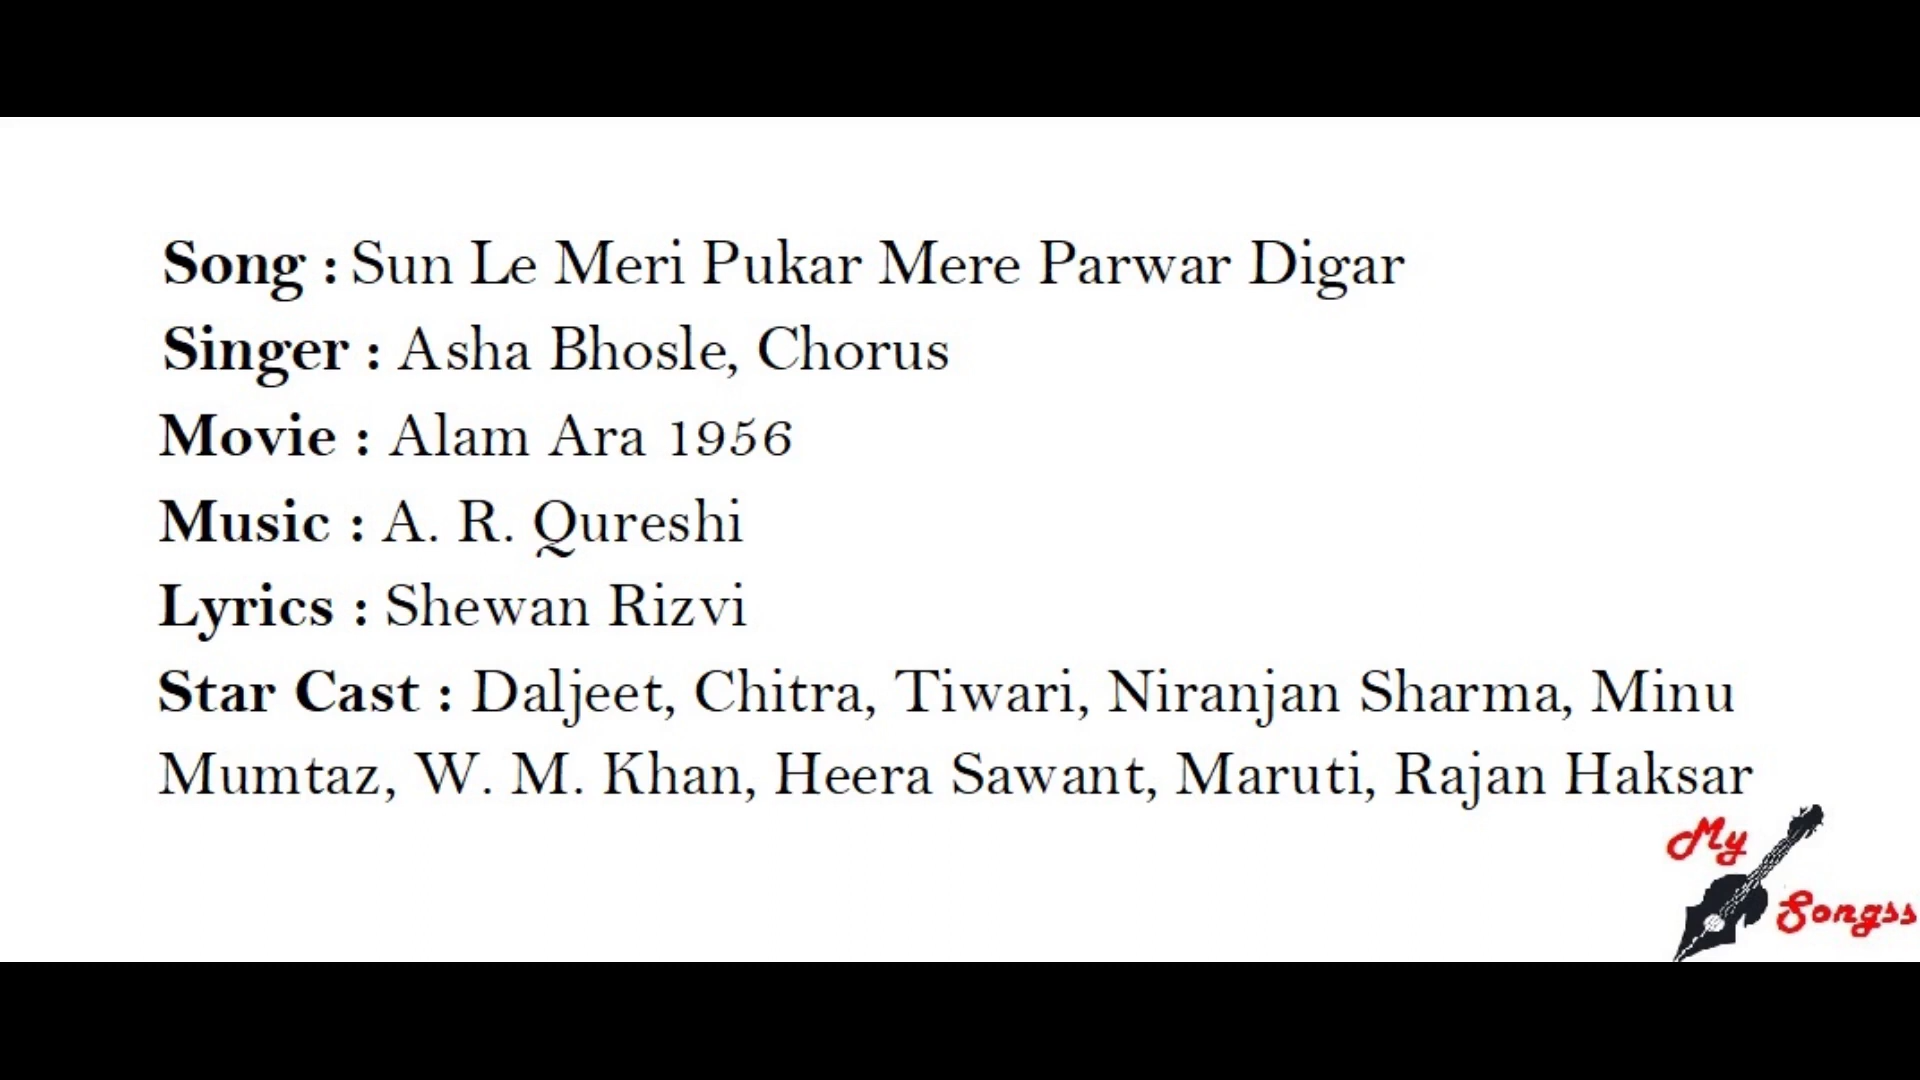 Song : Sun Le Meri Pukar Mere Parwar Digar
Singer : Asha Bhosle, Chorus
Movie : Alam Ara 1956
Music : A. R. Qureshi
Lyrics : Shewan Rizvi
Star Cast : Daljeet, Chitra, Tiwari, Niranjan Sharma, Minu
Mumtaz, W. M. Khan, Heera Sawant, Maruti, Rajan Haksar
My
Songss